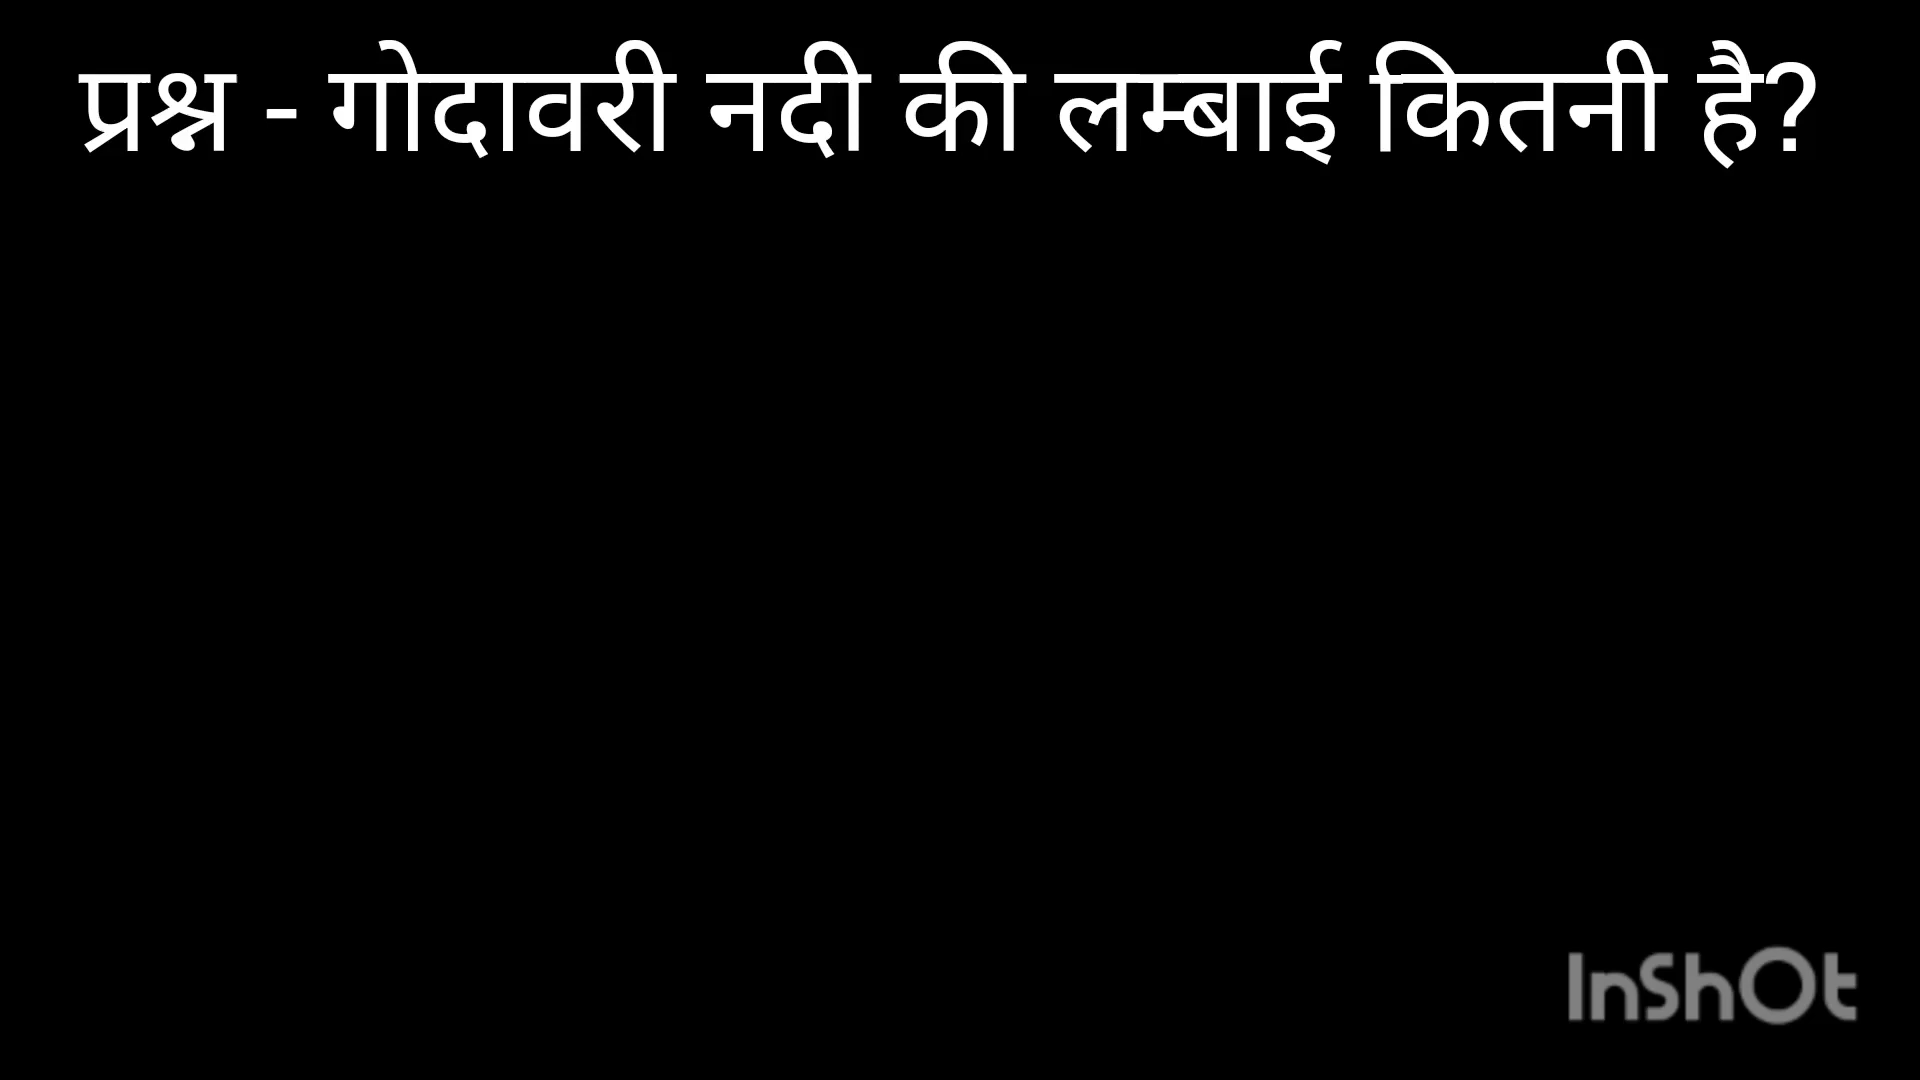 प्रश्न - गोदावरी नदी की लम्बाई कितनी है?
InShOt